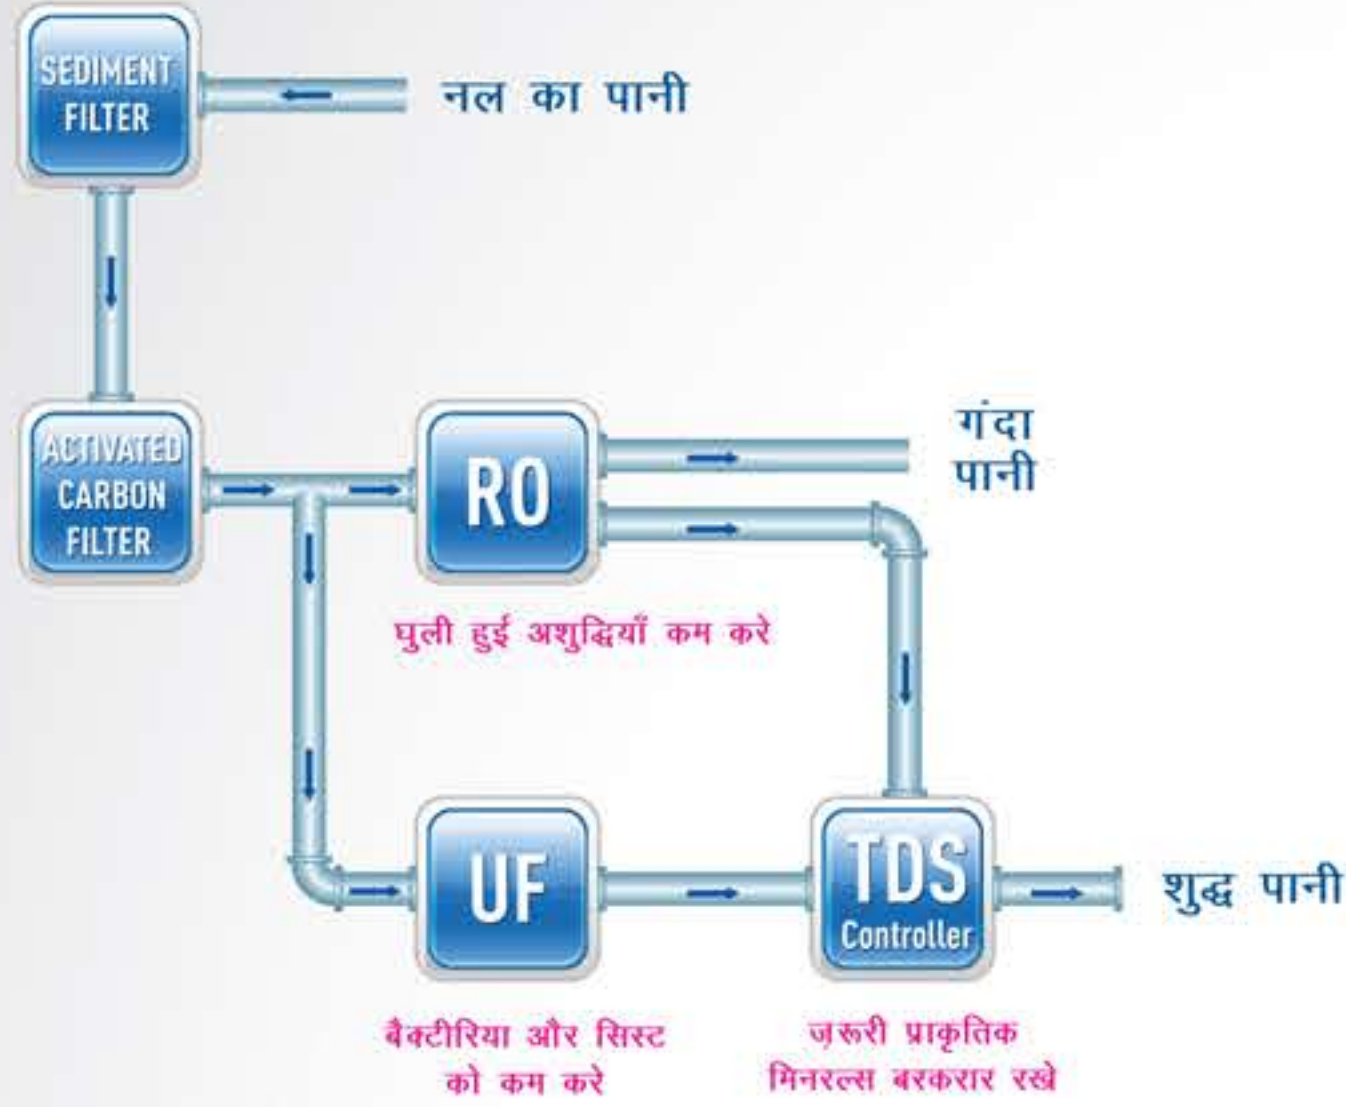 SEDIMENT
FILTER
नल का पानी
ACTIVATED
CARBON
FILTER
RO
गंदा
पानी
घुली हुई अशुद्धियाँ कम करे
UF
TDS
Controller
शुद्ध पानी
बैक्टीरिया और सिस्ट
को कम करे
ज़रूरी प्राकृतिक
मिनरल्स बरकरार रखे